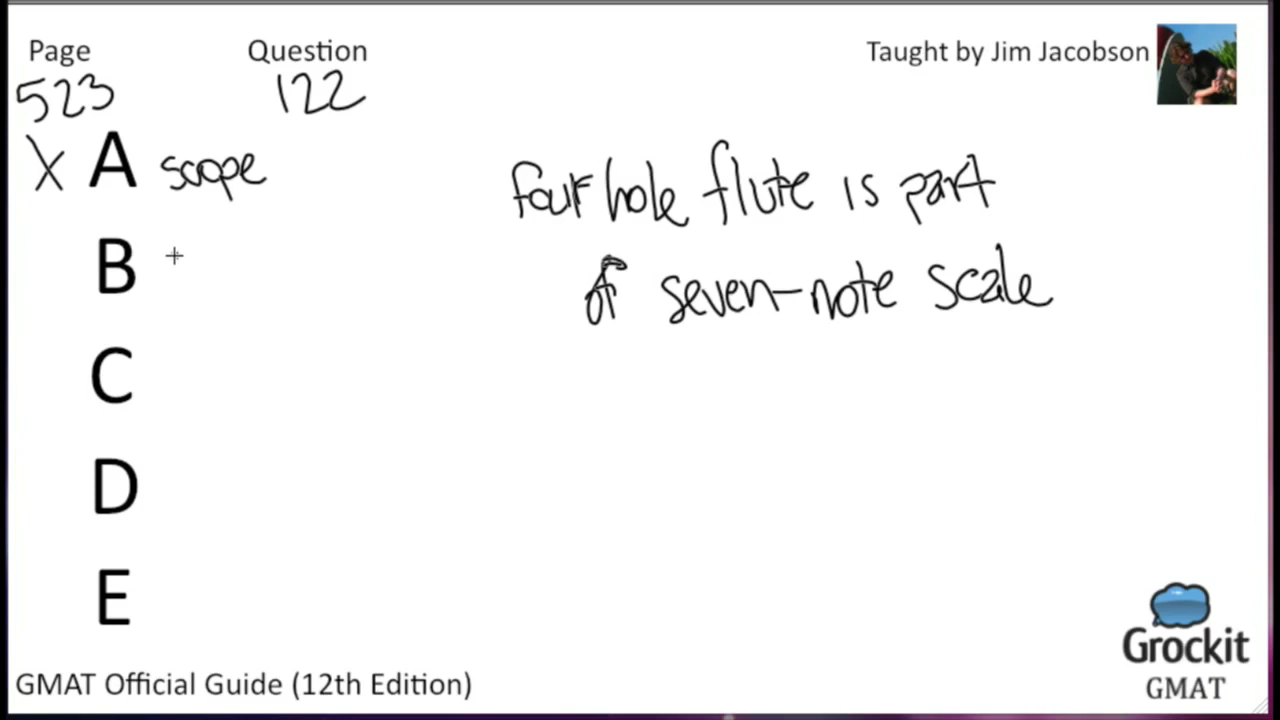 Page Question Taught by Jim Jacobson
523 122
X A scope
four hole flute is part
B
of seven-note scale
C
D
E
Grockit
GMAT
GMAT Official Guide (12th Edition)